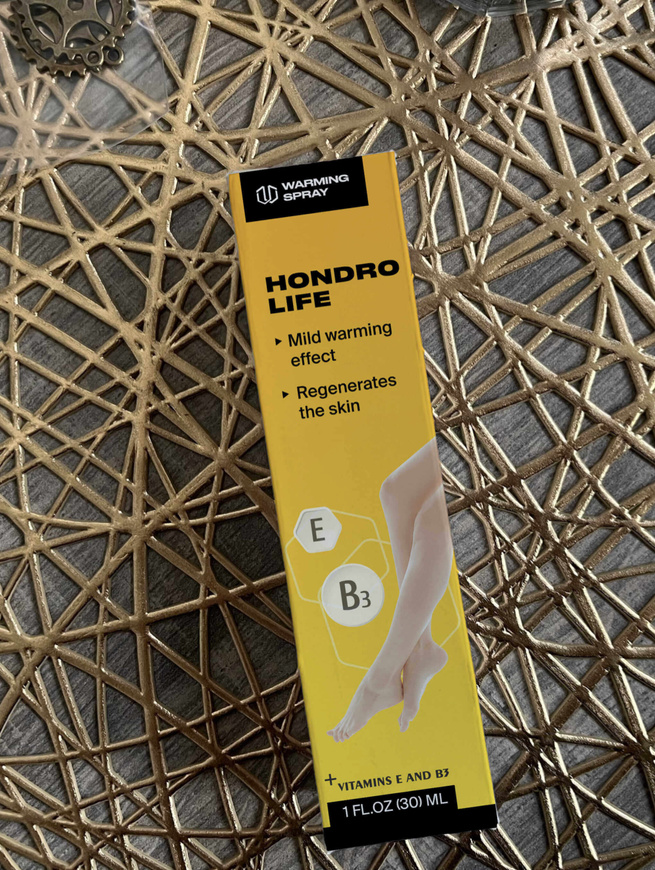 WARMING
SPRAY
HONDRO
LIFE
▸ Mild warming
effect
▸ Regenerates
the skin
E
B3
+VITAMINS E AND B3
1 FL.OZ (30) ML